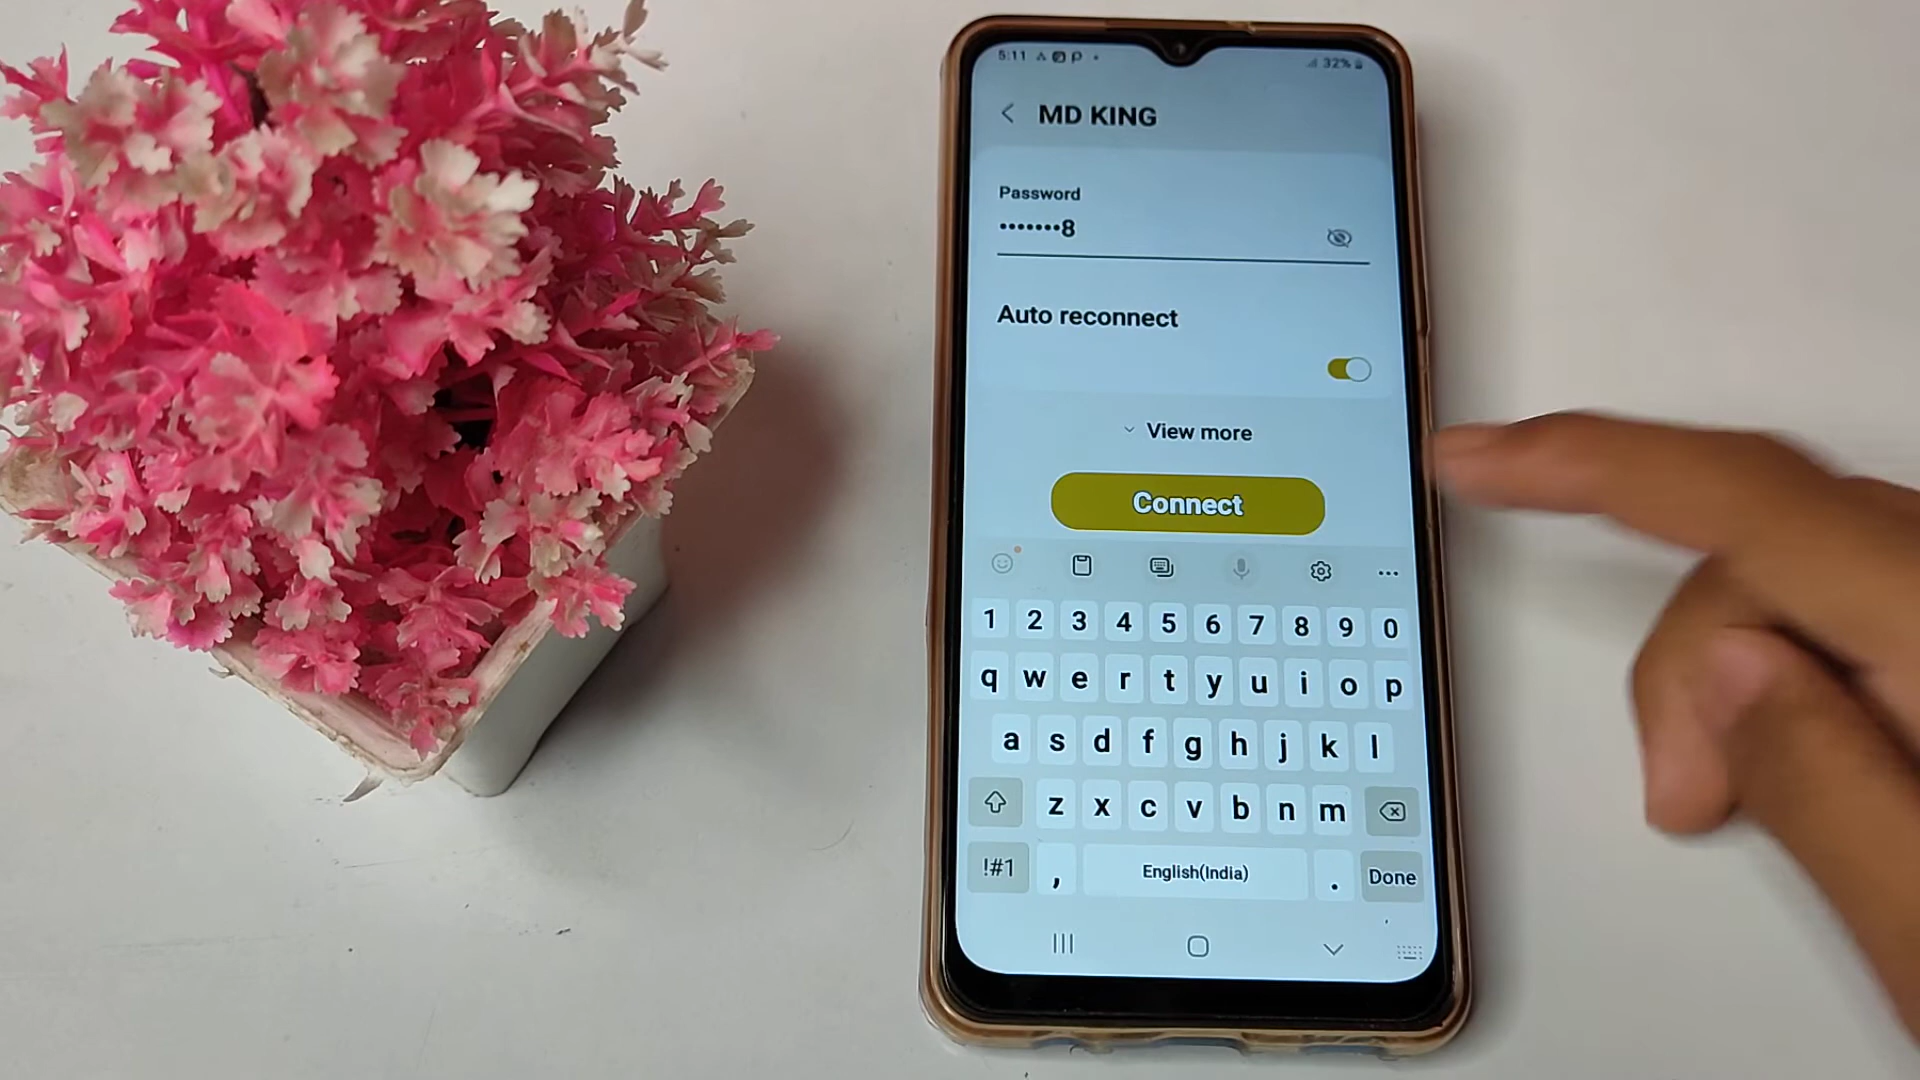 5:11 32%
MD KING
Password
•••••••8
Auto reconnect
View more
Connect
1 2 3 4 5 6 7 8 9 0
q w e r t y u i o p
a s d f g h j k l
z x c v b n m
!#1 , English(India) . Done